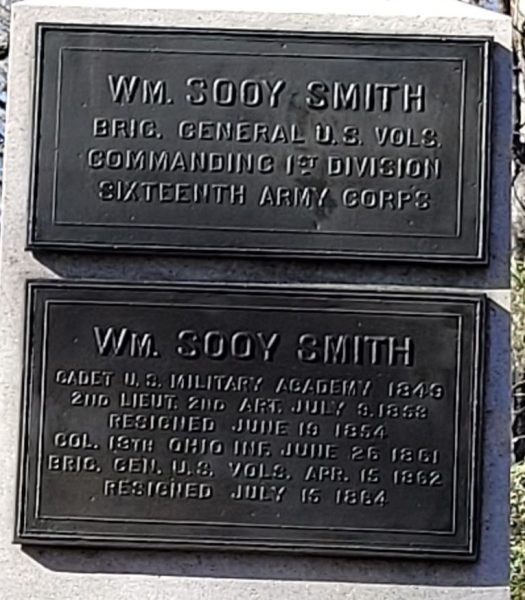 WM. SOOY SMITH
BRIG. GENERAL U.S. VOLS.
COMMANDING 1ST DIVISION
SIXTEENTH ARMY CORPS
WM. SOOY SMITH
CADET U.S. MILITARY ACADEMY 1849
2ND LIEUT. 2ND ART. JULY 9. 1853
RESIGNED JUNE 19 1854
COL. 13TH OHIO INF. JUNE 26 1861
BRIG. GEN. U.S. VOLS. APR. 15 1862
RESIGNED JULY 15 1864